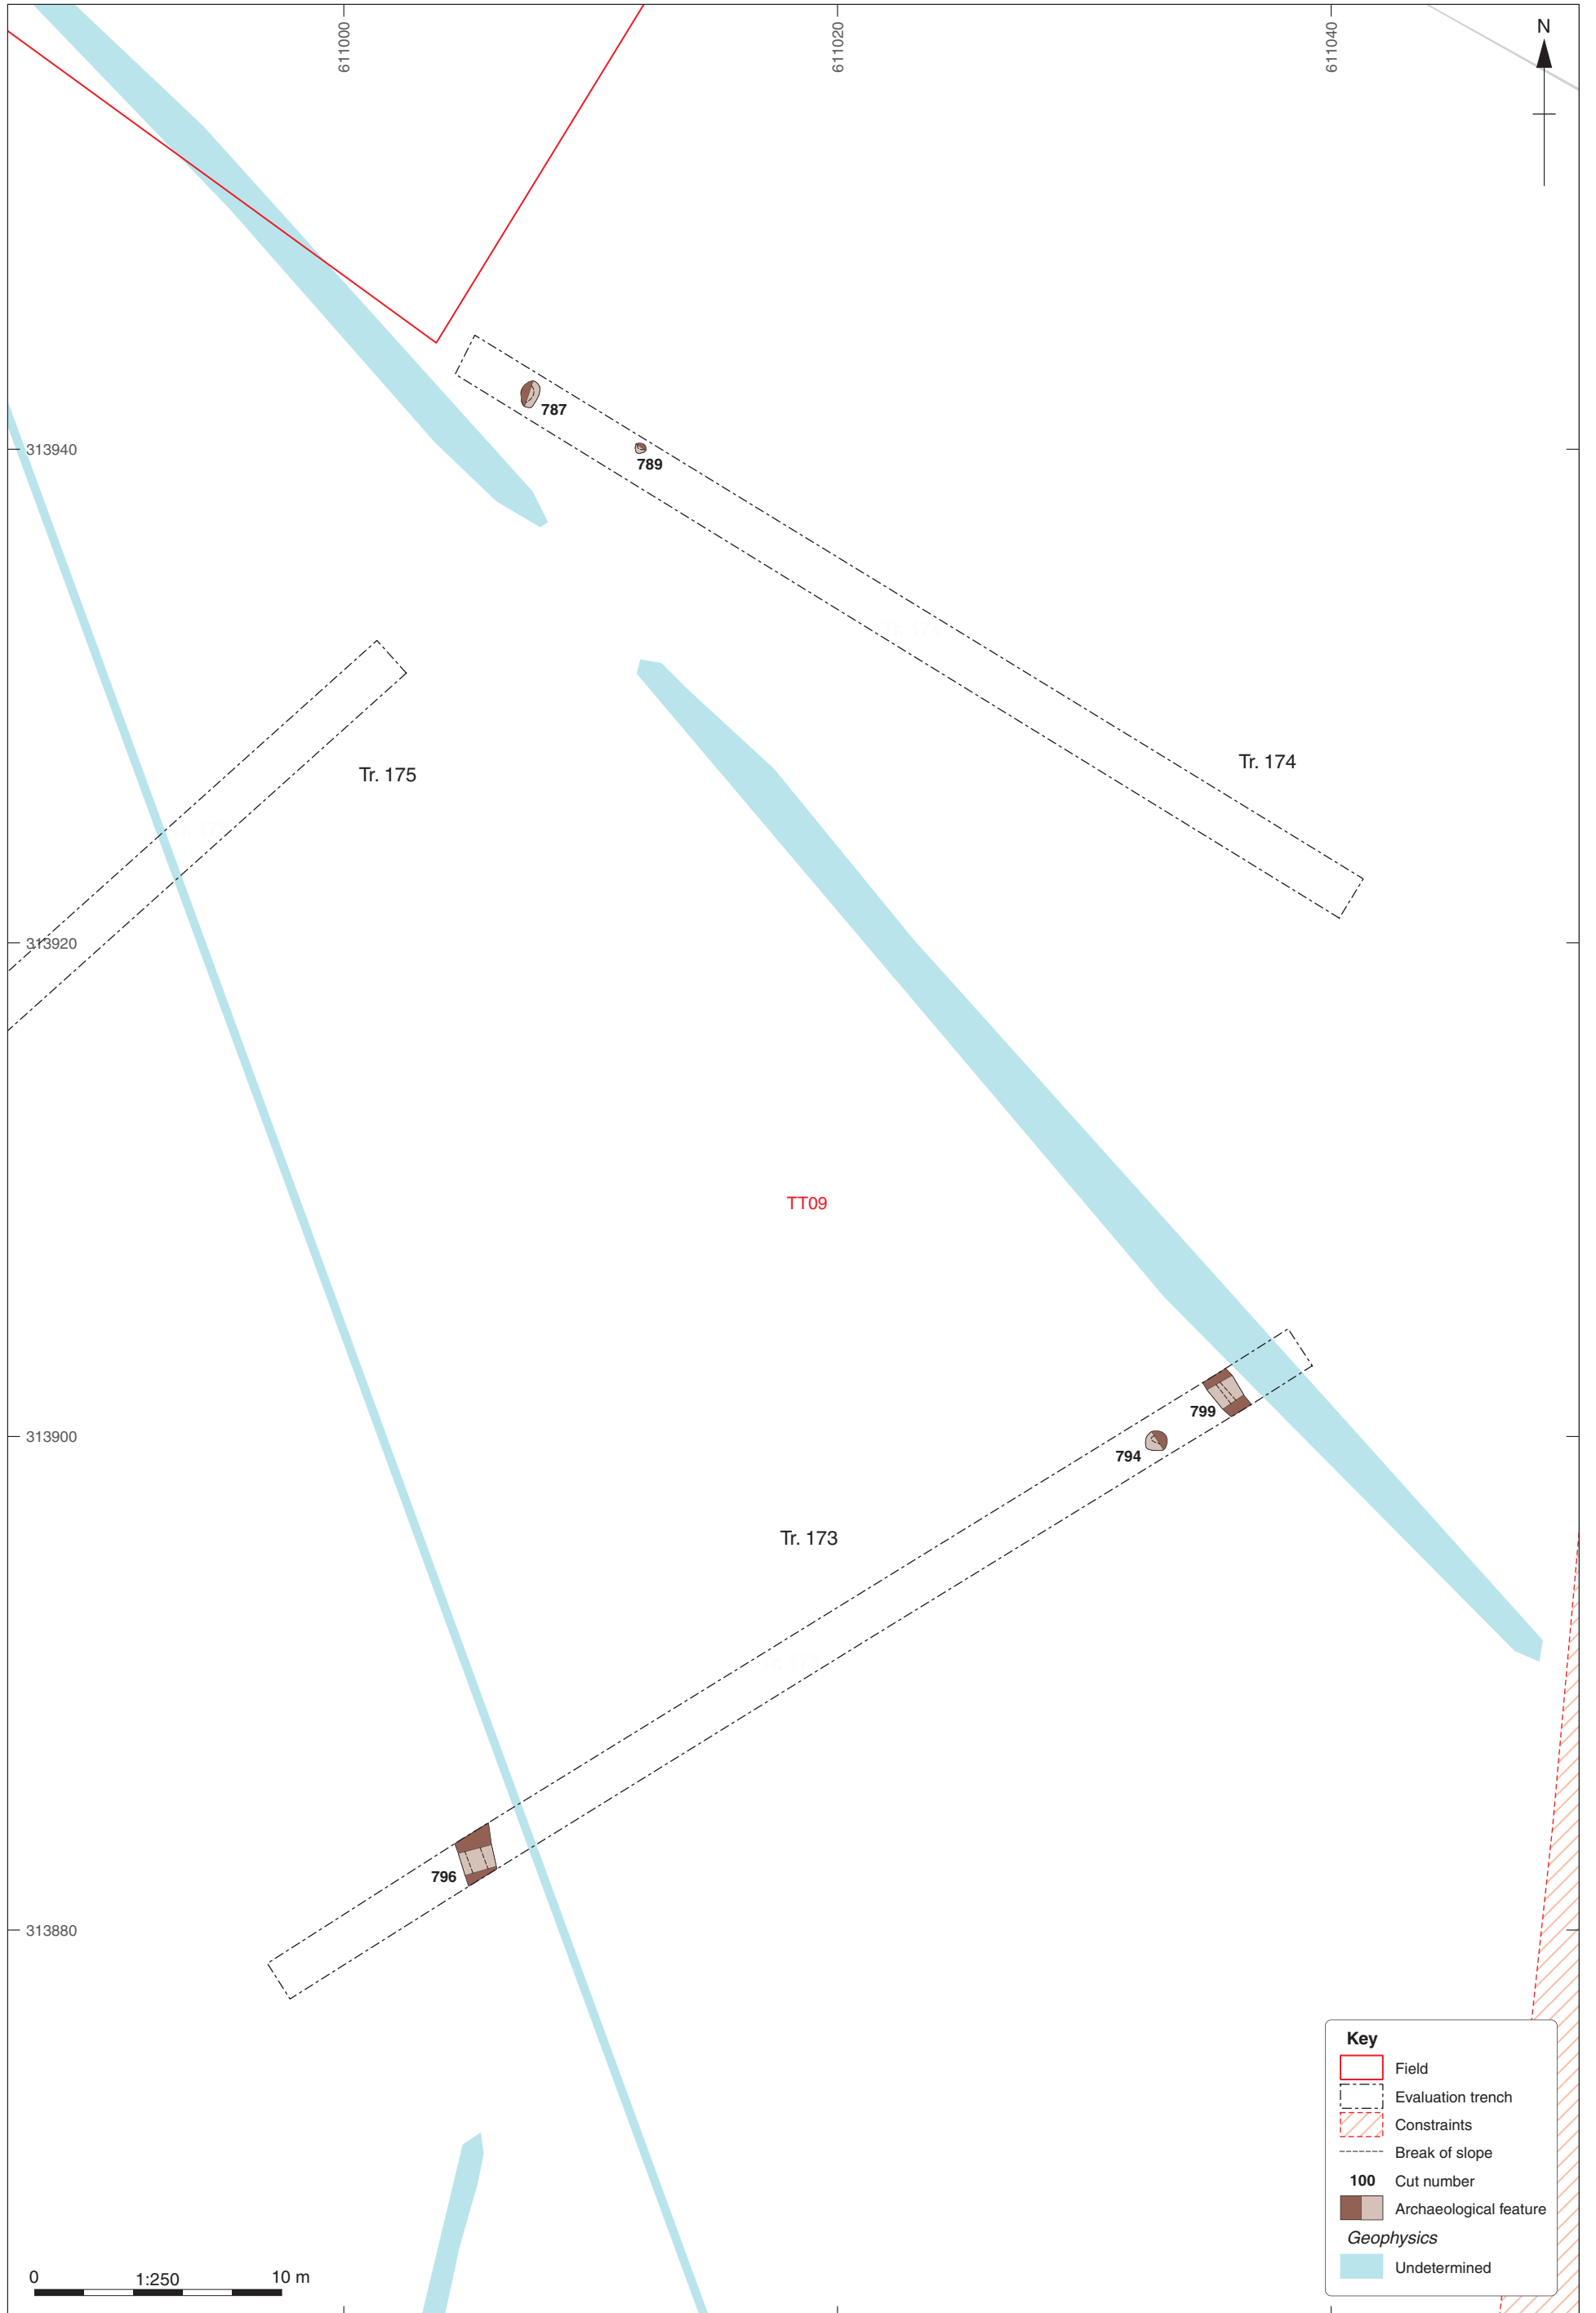 611000
611020
611040
N
787
313940
789
Tr. 174
Tr. 175
313920
TT09
799
313900
794
Tr. 173
796
313880
Key
Field
Evaluation trench
Constraints
Break of slope
100 Cut number
Archaeological feature
Geophysics
Undetermined
0 1:250 10 m